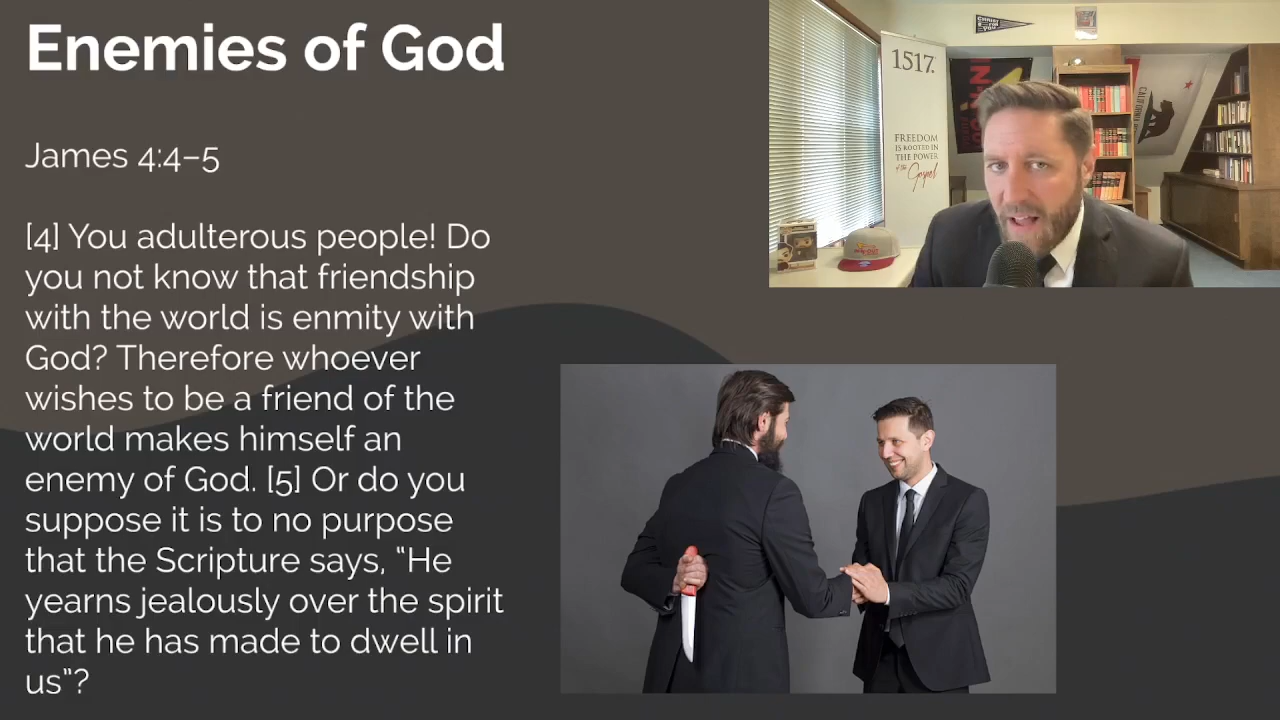 Enemies of God
James 4:4–5
[4] You adulterous people! Do
you not know that friendship
with the world is enmity with
God? Therefore whoever
wishes to be a friend of the
world makes himself an
enemy of God. [5] Or do you
suppose it is to no purpose
that the Scripture says, “He
yearns jealously over the spirit
that he has made to dwell in
us”?
1517.
FREEDOM
IS ROOTED IN
THE POWER
of the Gospel